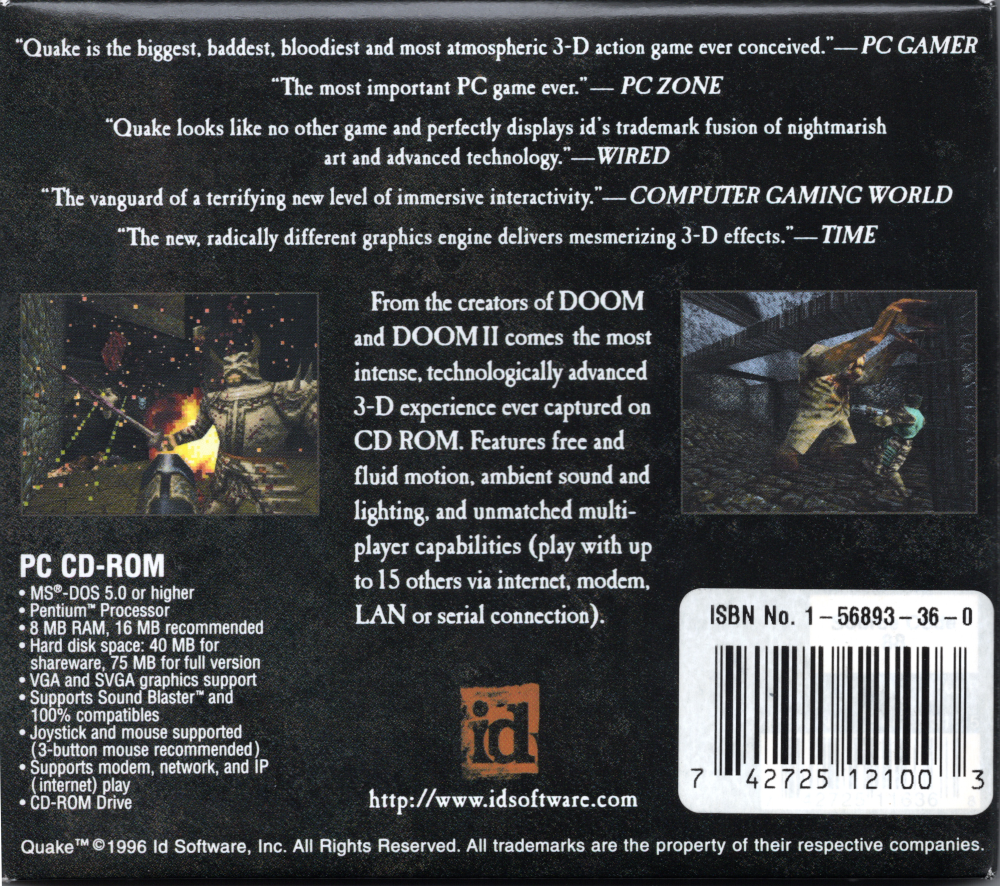 “Quake is the biggest, baddest, bloodiest and most atmospheric 3-D action game ever conceived.”—PC GAMER
“The most important PC game ever.”— PC ZONE
“Quake looks like no other game and perfectly displays id's trademark fusion of nightmarish
art and advanced technology.”—WIRED
“The vanguard of a terrifying new level of immersive interactivity.”—COMPUTER GAMING WORLD
“The new, radically different graphics engine delivers mesmerizing 3-D effects.”—TIME
From the creators of DOOM
and DOOM II comes the most
intense, technologically advanced
3-D experience ever captured on
CD ROM. Features free and
fluid motion, ambient sound and
lighting, and unmatched multi-
player capabilities (play with up
to 15 others via internet, modem,
LAN or serial connection).
PC CD-ROM
• MS®-DOS 5.0 or higher
• Pentium™ Processor
• 8 MB RAM, 16 MB recommended
• Hard disk space: 40 MB for
shareware, 75 MB for full version
• VGA and SVGA graphics support
• Supports Sound Blaster™ and
100% compatibles
• Joystick and mouse supported
(3-button mouse recommended)
• Supports modem, network, and IP
(internet) play
• CD-ROM Drive
id
http://www.idsoftware.com
ISBN No. 1-56893-36-0
7 42725 12100 3
Quake™ ©1996 Id Software, Inc. All Rights Reserved. All trademarks are the property of their respective companies.